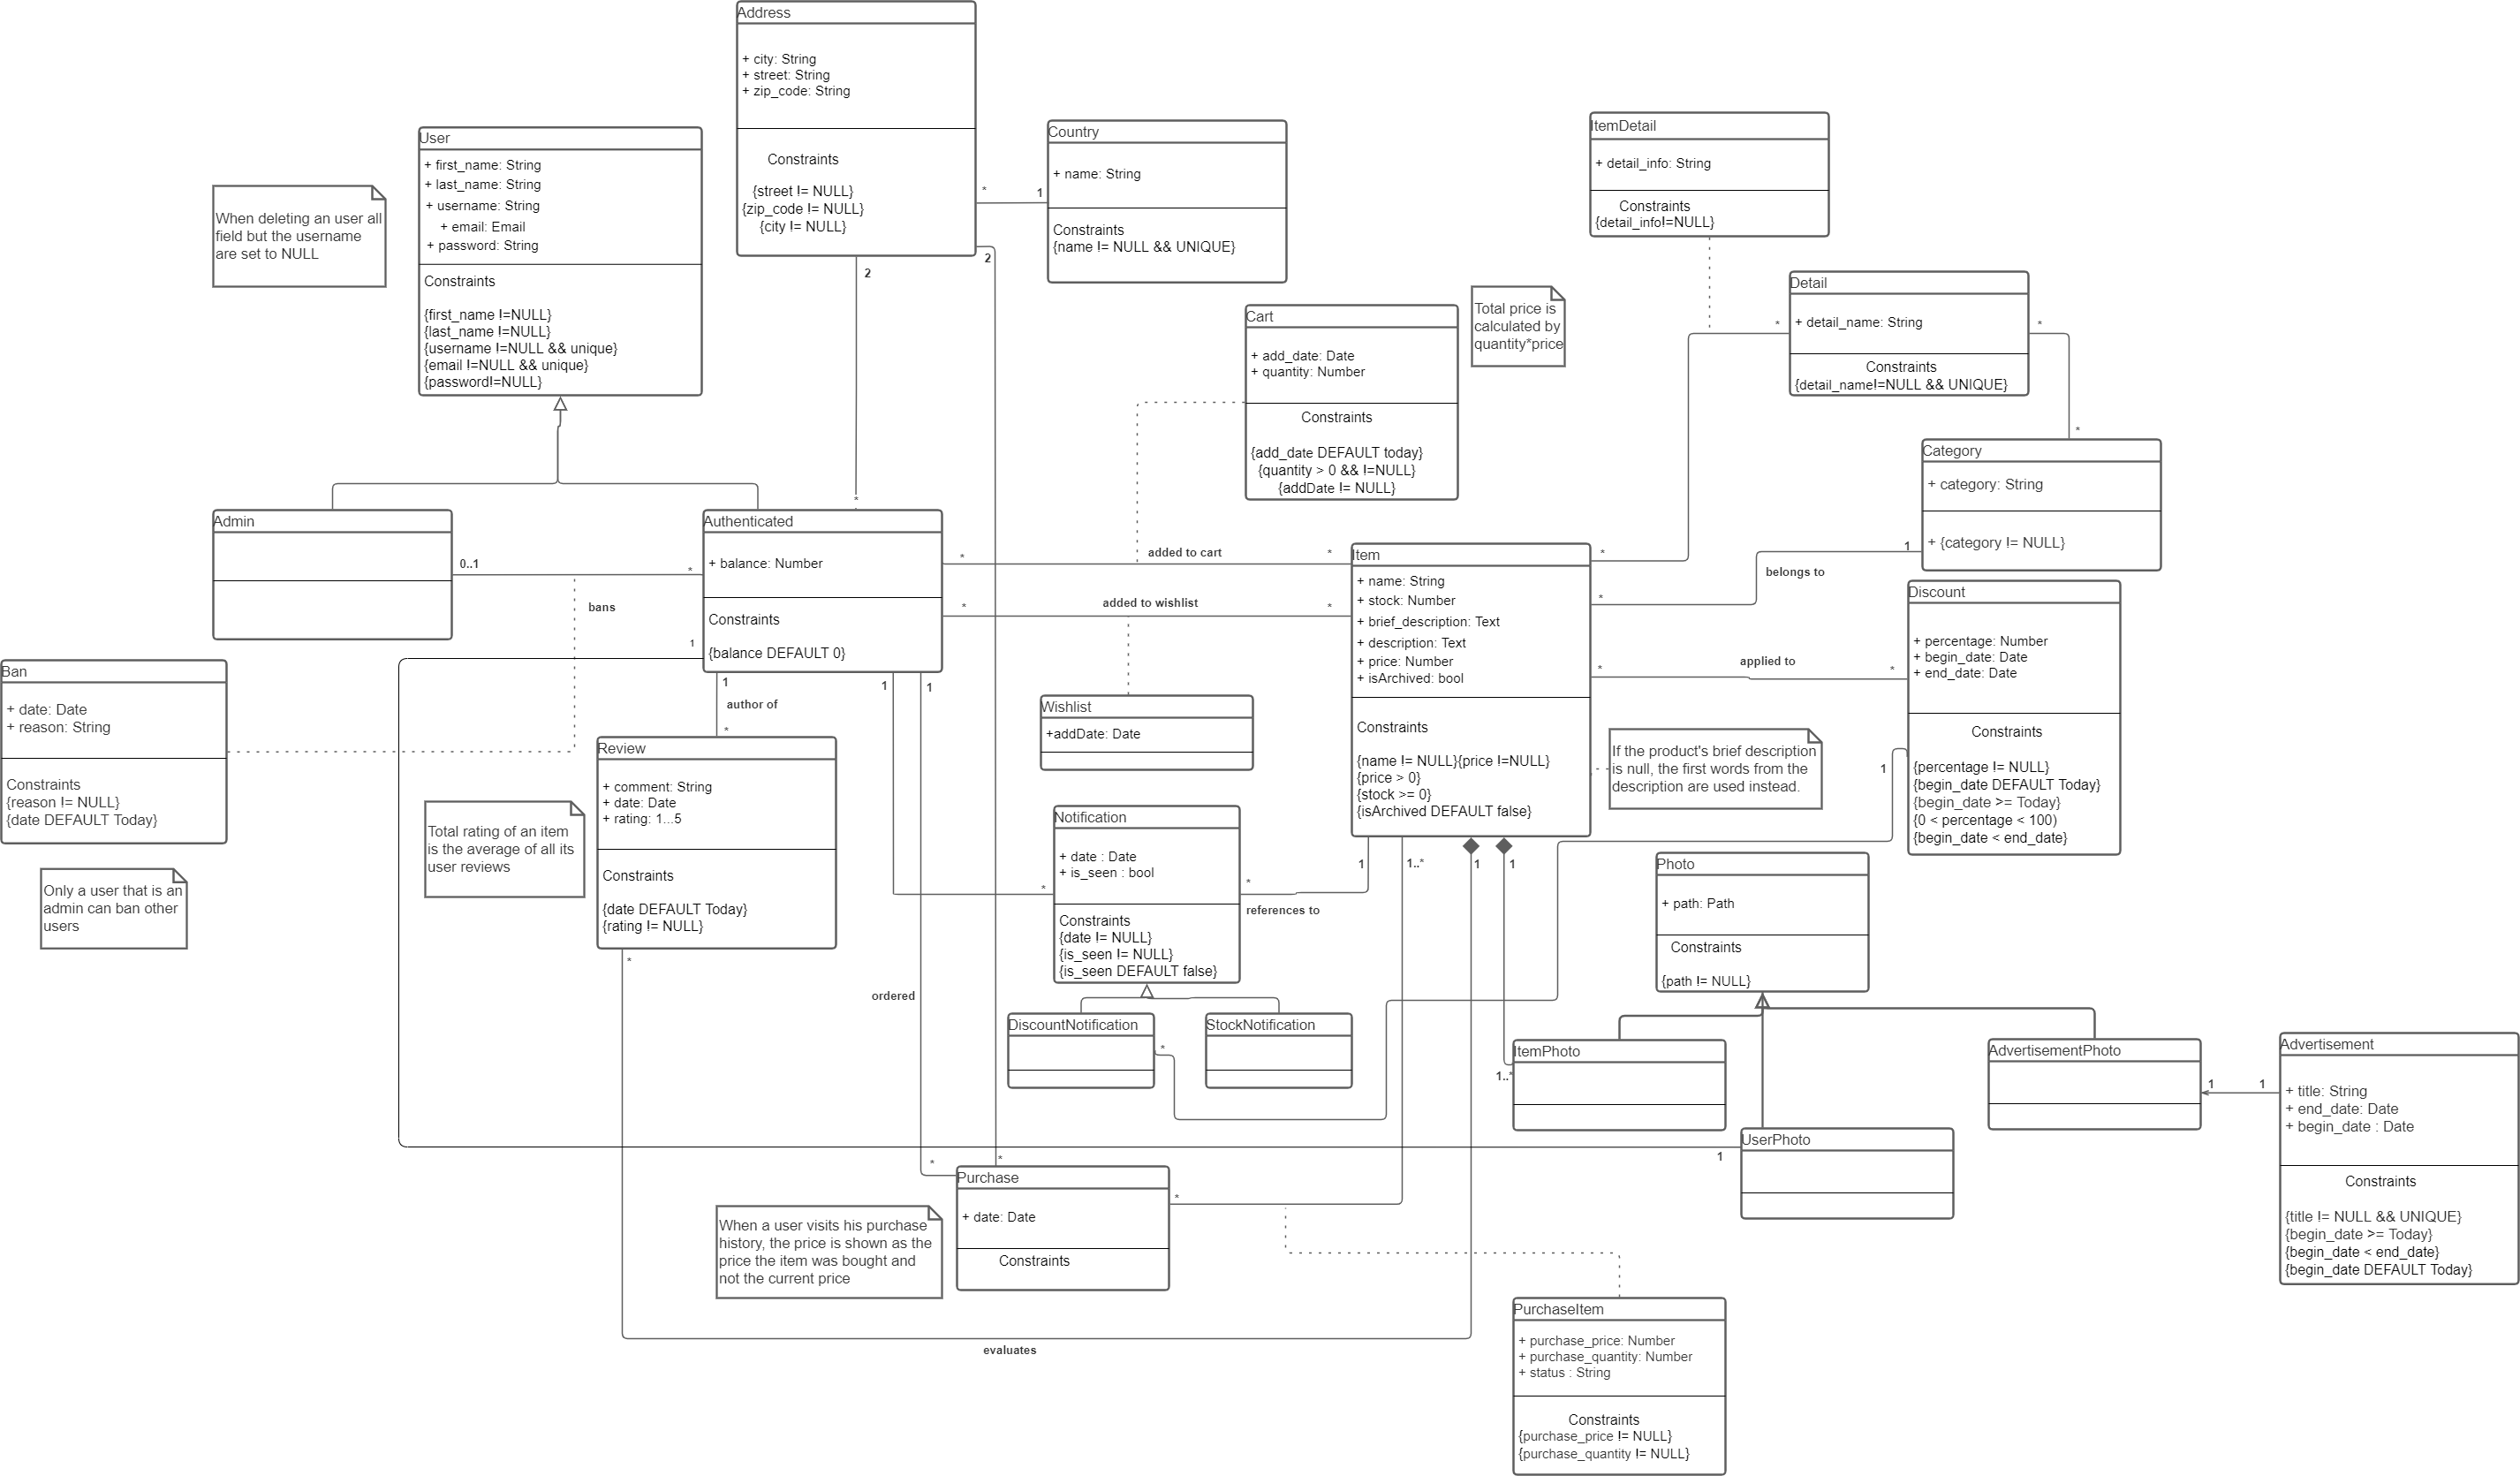 Address
+ city: String
+ street: String
+ zip_code: String
Constraints
{street != NULL}
{zip_code != NULL}
{city != NULL}
*
1
2
2
*
Country
+ name: String
Constraints
{name != NULL && UNIQUE}
User
+ first_name: String
+ last_name: String
+ username: String
+ email: Email
+ password: String
Constraints
{first_name !=NULL}
{last_name !=NULL}
{username !=NULL && unique}
{email !=NULL && unique}
{password!=NULL}
When deleting an user all
field but the username
are set to NULL
ItemDetail
+ detail_info: String
Constraints
{detail_info!=NULL}
Detail
+ detail_name: String
Constraints
{detail_name!=NULL && UNIQUE}
*
*
*
*
Cart
+ add_date: Date
+ quantity: Number
Constraints
{add_date DEFAULT today}
{quantity > 0 && !=NULL}
{addDate != NULL}
Total price is
calculated by
quantity*price
Category
+ category: String
+ {category != NULL}
1
belongs to
*
Admin
0..1
*
bans
Authenticated
+ balance: Number
Constraints
{balance DEFAULT 0}
*
added to cart
*
*
added to wishlist
*
Item
+ name: String
+ stock: Number
+ brief_description: Text
+ description: Text
+ price: Number
+ isArchived: bool
Constraints
{name != NULL}{price !=NULL}
{price > 0}
{stock >= 0}
{isArchived DEFAULT false}
*
applied to
*
Discount
+ percentage: Number
+ begin_date: Date
+ end_date: Date
Constraints
{percentage != NULL}
{begin_date DEFAULT Today}
{begin_date >= Today}
{0 < percentage < 100)
{begin_date < end_date}
1
If the product's brief description
is null, the first words from the
description are used instead.
Ban
+ date: Date
+ reason: String
Constraints
{reason != NULL}
{date DEFAULT Today}
Only a user that is an
admin can ban other
users
1
1
author of
*
1
1
Review
+ comment: String
+ date: Date
+ rating: 1...5
Constraints
{date DEFAULT Today}
{rating != NULL}
*
Total rating of an item
is the average of all its
user reviews
Wishlist
+addDate: Date
Notification
+ date : Date
+ is_seen : bool
Constraints
{date != NULL}
{is_seen != NULL}
{is_seen DEFAULT false}
*
*
references to
1
1..*
1
1
DiscountNotification
*
StockNotification
Photo
+ path: Path
Constraints
{path != NULL}
ItemPhoto
1..*
AdvertisementPhoto
1
1
Advertisement
+ title: String
+ end_date: Date
+ begin_date : Date
Constraints
{title != NULL && UNIQUE}
{begin_date >= Today}
{begin_date < end_date}
{begin_date DEFAULT Today}
UserPhoto
1
ordered
*
*
Purchase
+ date: Date
Constraints
*
When a user visits his purchase
history, the price is shown as the
price the item was bought and
not the current price
evaluates
PurchaseItem
+ purchase_price: Number
+ purchase_quantity: Number
+ status : String
Constraints
{purchase_price != NULL}
{purchase_quantity != NULL}